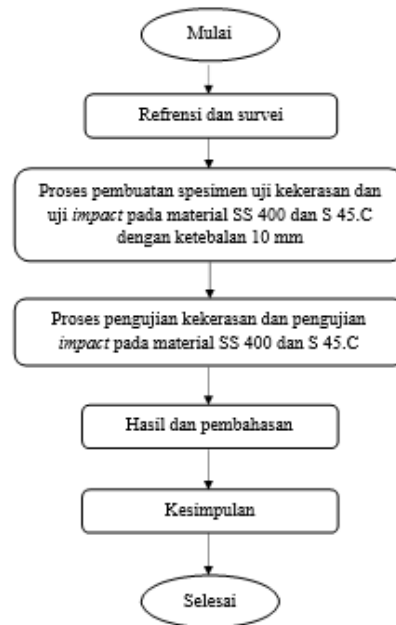 Mulai
Refrensi dan survei
Proses pembuatan spesimen uji kekerasan dan
uji impact pada material SS 400 dan S 45.C
dengan ketebalan 10 mm
Proses pengujian kekerasan dan pengujian
impact pada material SS 400 dan S 45.C
Hasil dan pembahasan
Kesimpulan
Selesai